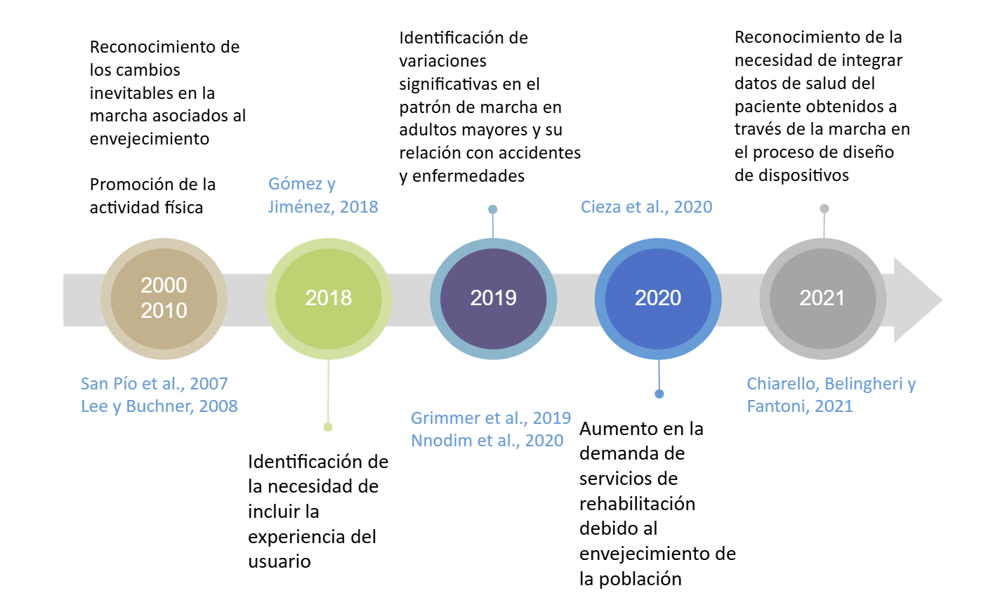 Reconocimiento de
los cambios
inevitables en la
marcha asociados al
envejecimiento
Promoción de la
actividad física
2000
2010
San Pío et al., 2007
Lee y Buchner, 2008
Gómez y
Jiménez, 2018
2018
Identificación de
la necesidad de
incluir la
experiencia del
usuario
Identificación de
variaciones
significativas en el
patrón de marcha en
adultos mayores y su
relación con accidentes
y enfermedades
2019
Grimmer et al., 2019
Nnodim et al., 2020
Cieza et al., 2020
2020
Aumento en la
demanda de
servicios de
rehabilitación
debido al
envejecimiento de
la población
Reconocimiento de la
necesidad de integrar
datos de salud del
paciente obtenidos a
través de la marcha en
el proceso de diseño
de dispositivos
2021
Chiarello, Belingheri y
Fantoni, 2021